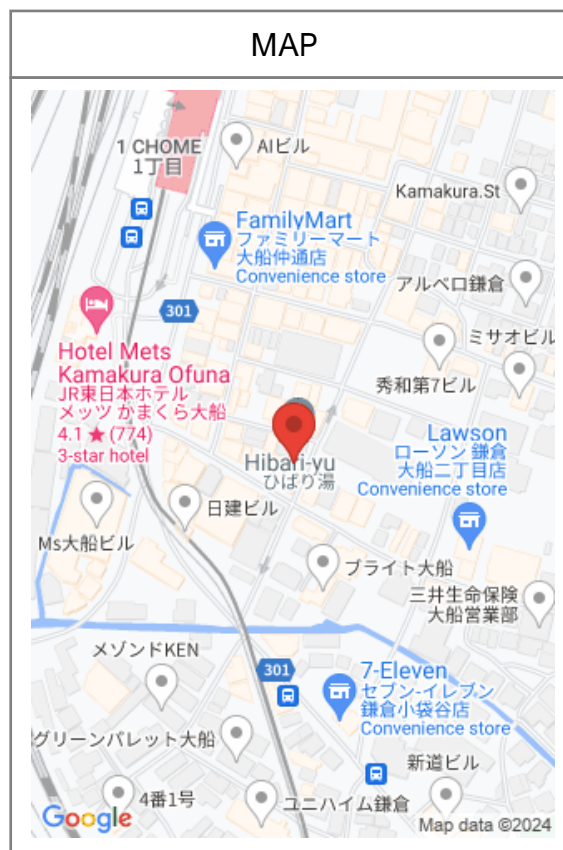 MAP
1 CHOME
1丁目
AIビル
Kamakura.St
FamilyMart
ファミリーマート
大船仲通店
Convenience store
アルベロ鎌倉
301
ミサオビル
Hotel Mets
Kamakura Ofuna
JR東日本ホテル
メッツ かまくら大船
4.1 ★ (774)
3-star hotel
秀和第7ビル
Lawson
ローソン 鎌倉
大船二丁目店
Convenience store
Hibari-yu
ひばり湯
日建ビル
Ms大船ビル
ブライト大船
三井生命保険
大船営業部
メゾンドKEN
301
7-Eleven
セブン-イレブン
鎌倉小袋谷店
Convenience store
グリーンパレット大船
新道ビル
4番1号
ユニハイム鎌倉
Google
Map data ©2024